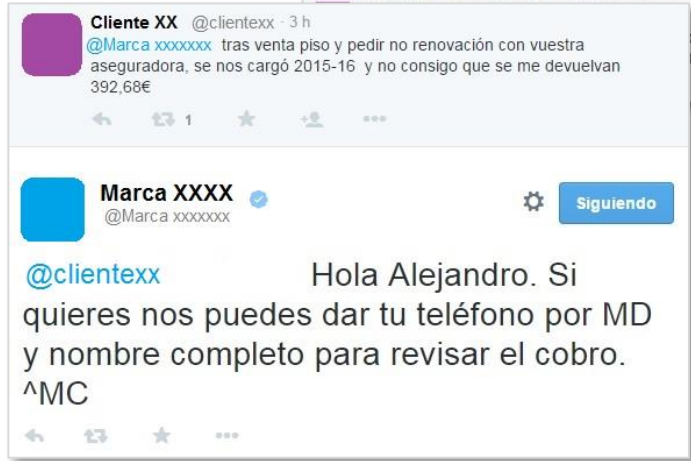 Cliente XX @clientexx · 3 h
@Marca xxxxxxx tras venta piso y pedir no renovación con vuestra
aseguradora, se nos cargó 2015-16 y no consigo que se me devuelvan
392,68€
1
Marca XXXX
@Marca xxxxxxx
Siguiendo
@clientexx Hola Alejandro. Si
quieres nos puedes dar tu teléfono por MD
y nombre completo para revisar el cobro.
^MC